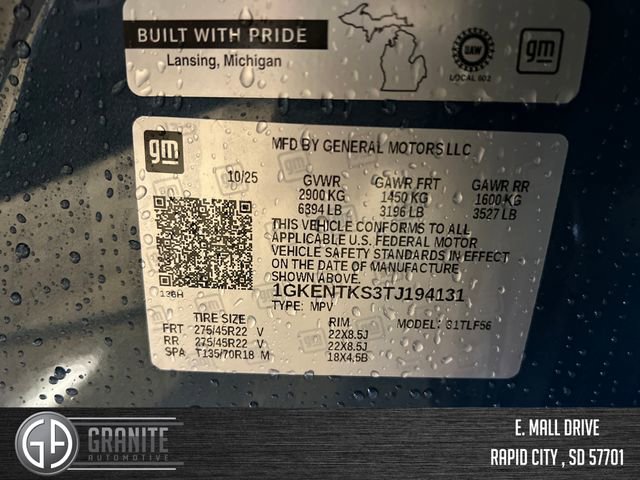 BUILT WITH PRIDE
Lansing, Michigan
UAW
LOCAL 602
gm
gm
MFD BY GENERAL MOTORS LLC
10/25 GVWR GAWR FRT GAWR RR
2900 KG 1450 KG 1600 KG
6394 LB 3196 LB 3527 LB
THIS VEHICLE CONFORMS TO ALL
APPLICABLE U.S. FEDERAL MOTOR
VEHICLE SAFETY STANDARDS IN EFFECT
ON THE DATE OF MANUFACTURE
SHOWN ABOVE.
1GKENTKS3TJ194131
TYPE: MPV
TIRE SIZE RIM MODEL:
FRT 275/45R22 V 22X8.5J
RR 275/45R22 V 22X8.5J
SPA T135/70R18 M 18X4.5B
GA GRANITE
AUTOMOTIVE
E. MALL DRIVE
RAPID CITY , SD 57701